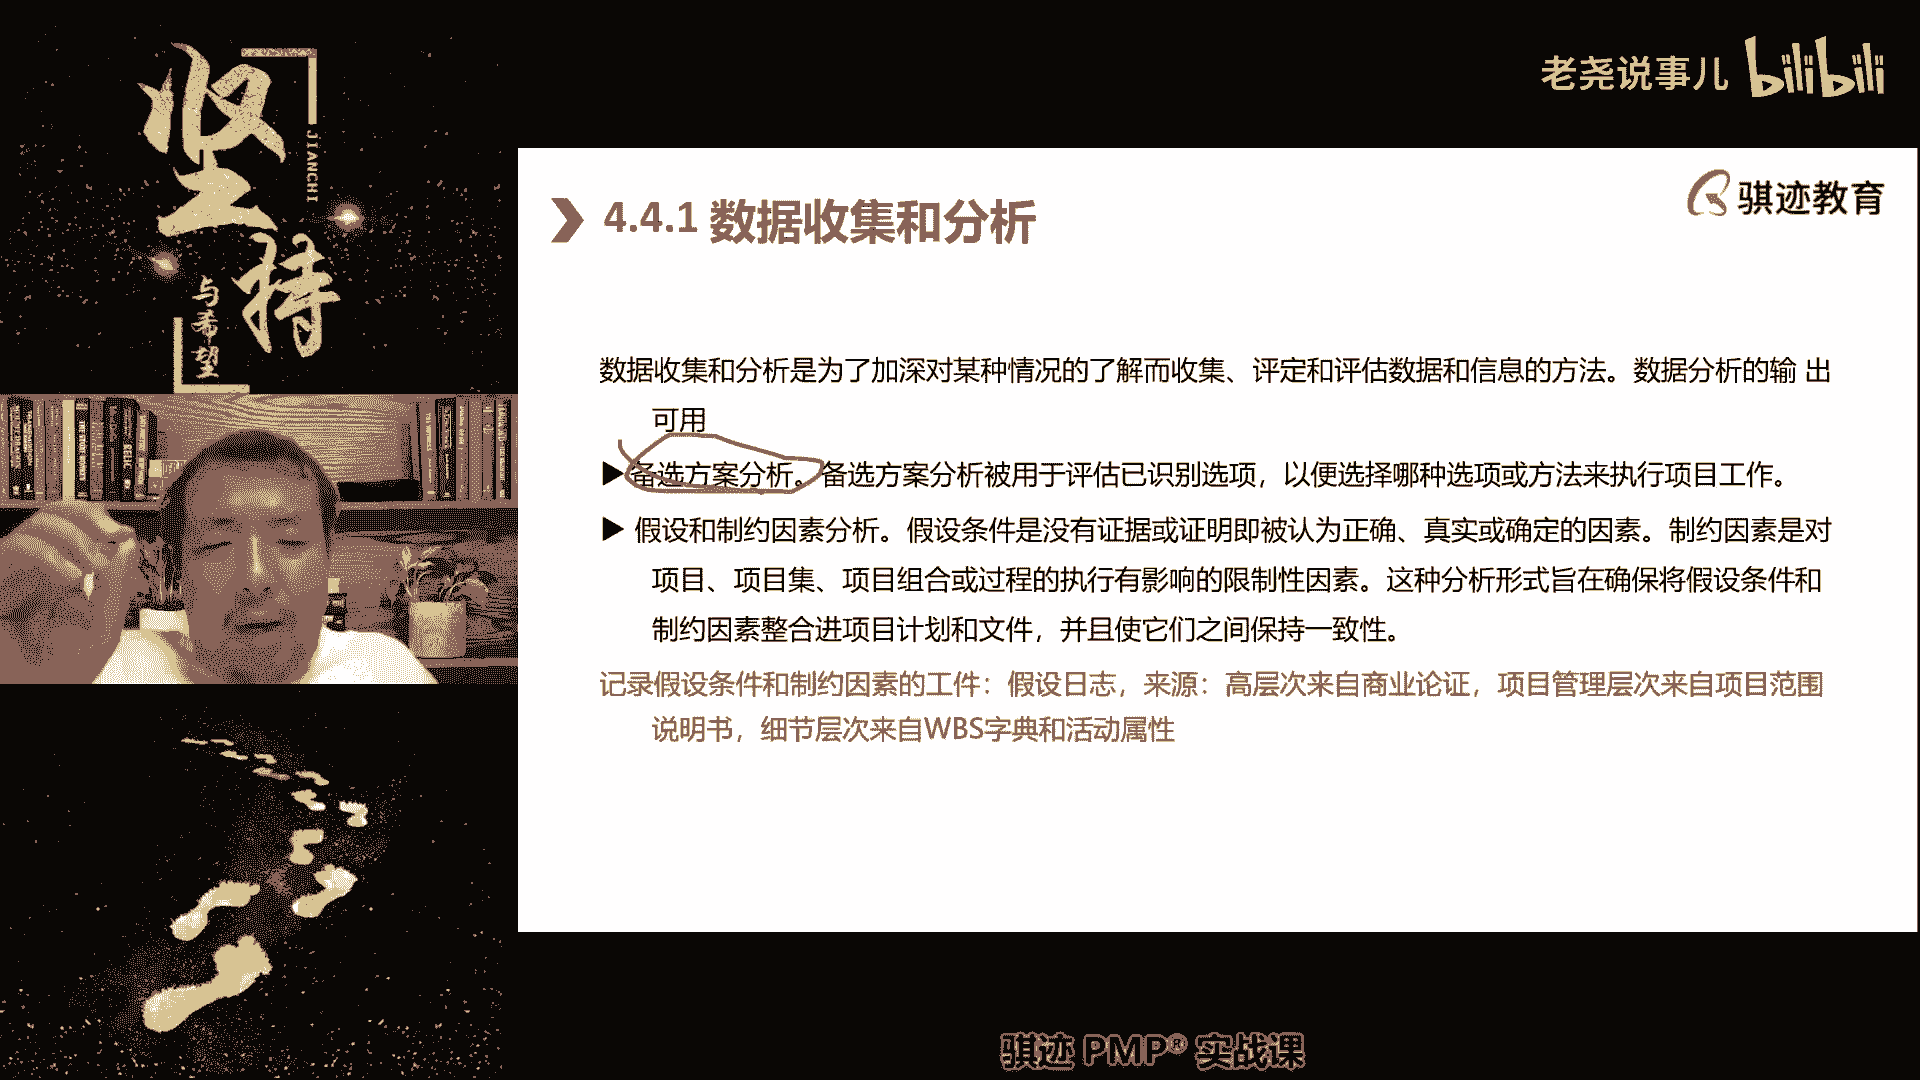 坚持
JIANCHI
与希望
老尧说事儿 bilibili
骐迹教育
4.4.1 数据收集和分析
数据收集和分析是为了加深对某种情况的了解而收集、评定和评估数据和信息的方法。数据分析的输 出
可用
▶ 备选方案分析。备选方案分析被用于评估已识别选项，以便选择哪种选项或方法来执行项目工作。
▶ 假设和制约因素分析。假设条件是没有证据或证明即被认为正确、真实或确定的因素。制约因素是对
项目、项目集、项目组合或过程的执行有影响的限制性因素。这种分析形式旨在确保将假设条件和
制约因素整合进项目计划和文件，并且使它们之间保持一致性。
记录假设条件和制约因素的工件：假设日志，来源：高层次来自商业论证，项目管理层次来自项目范围
说明书，细节层次来自WBS字典和活动属性
骐迹 PMP® 实战课